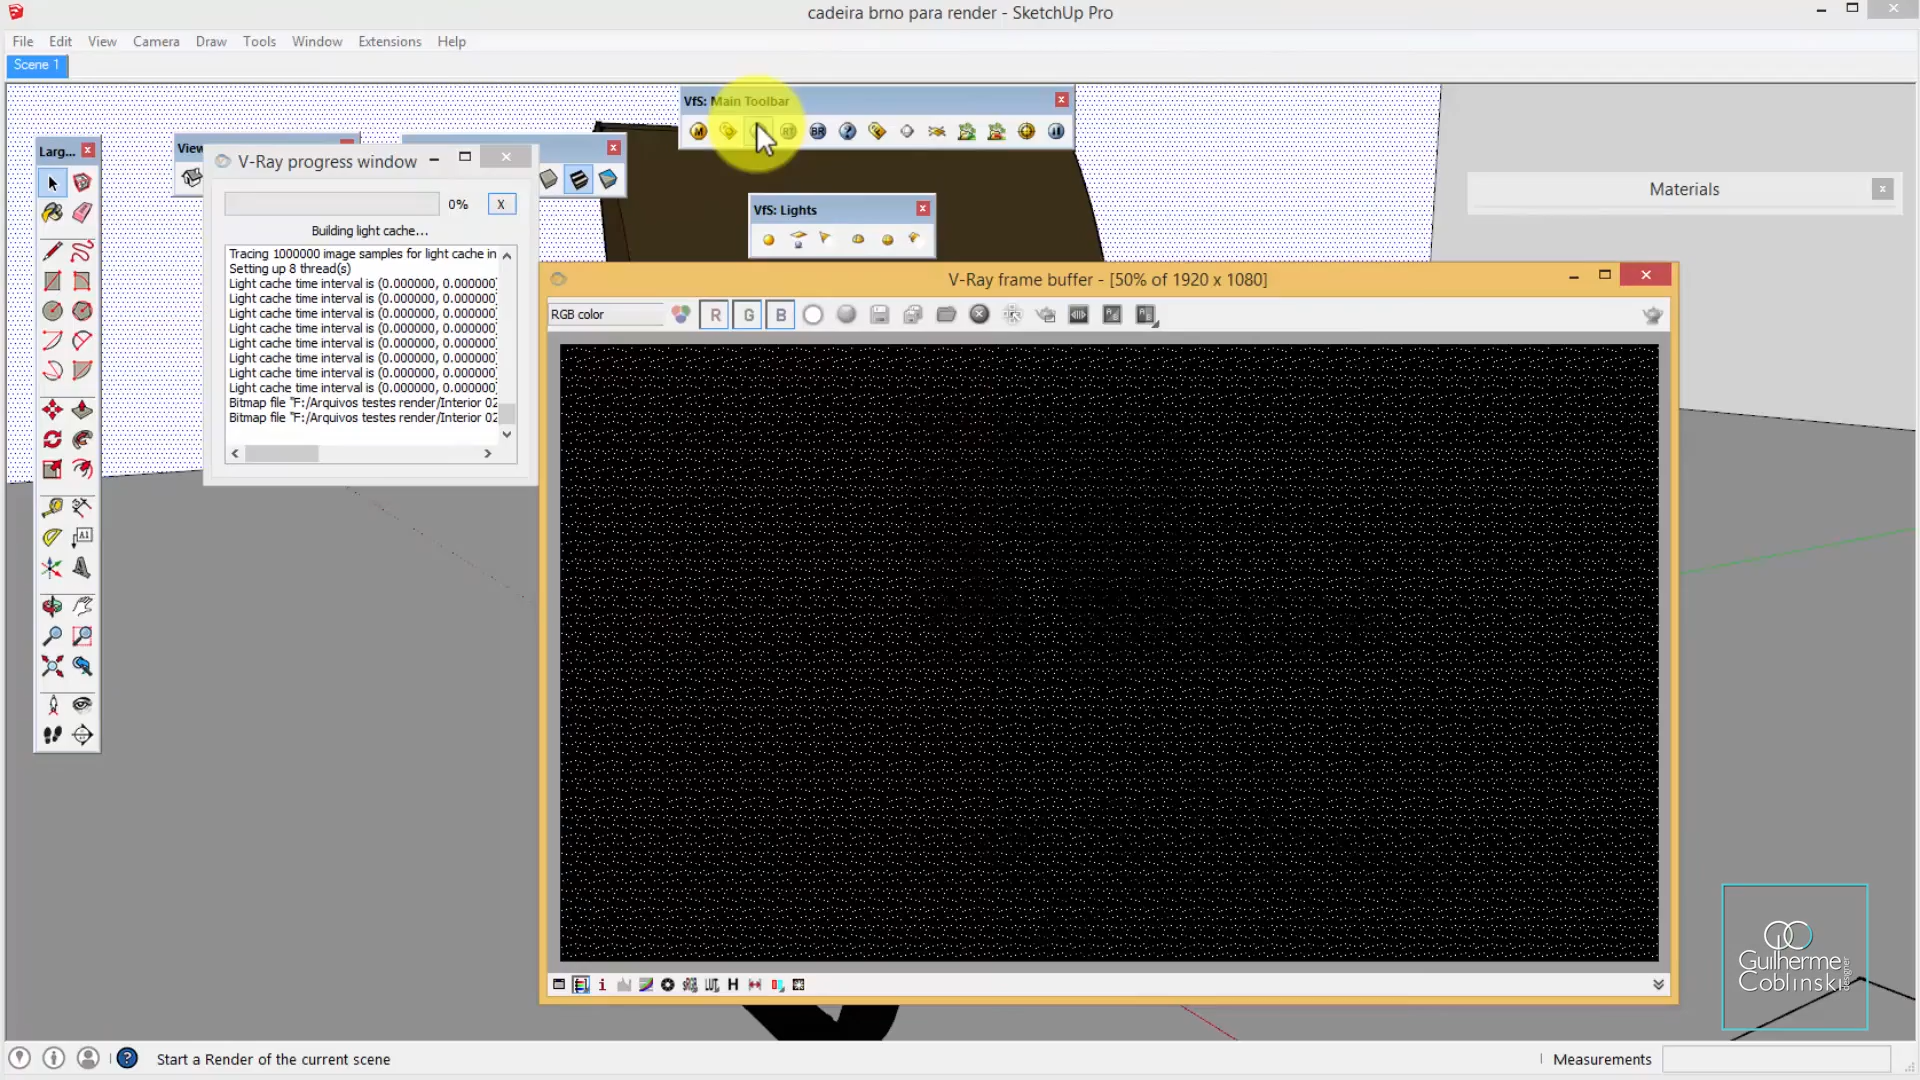 cadeira brno para render - SketchUp Pro
File Edit View Camera Draw Tools Window Extensions Help
Scene 1
VfS: Main Toolbar
M RT BR ?
Larg...
View
V-Ray progress window
0% X
Building light cache...
Tracing 1000000 image samples for light cache in
Setting up 8 thread(s)
Light cache time interval is (0.000000, 0.000000
Light cache time interval is (0.000000, 0.000000
Light cache time interval is (0.000000, 0.000000
Light cache time interval is (0.000000, 0.000000
Light cache time interval is (0.000000, 0.000000
Light cache time interval is (0.000000, 0.000000
Light cache time interval is (0.000000, 0.000000
Light cache time interval is (0.000000, 0.000000
Bitmap file "F:/Arquivos testes render/Interior 02
Bitmap file "F:/Arquivos testes render/Interior 02
Materials
VfS: Lights
V-Ray frame buffer - [50% of 1920 x 1080]
RGB color R G B
A1
LUT H
Guilherme
Coblinski
designer
Start a Render of the current scene
Measurements